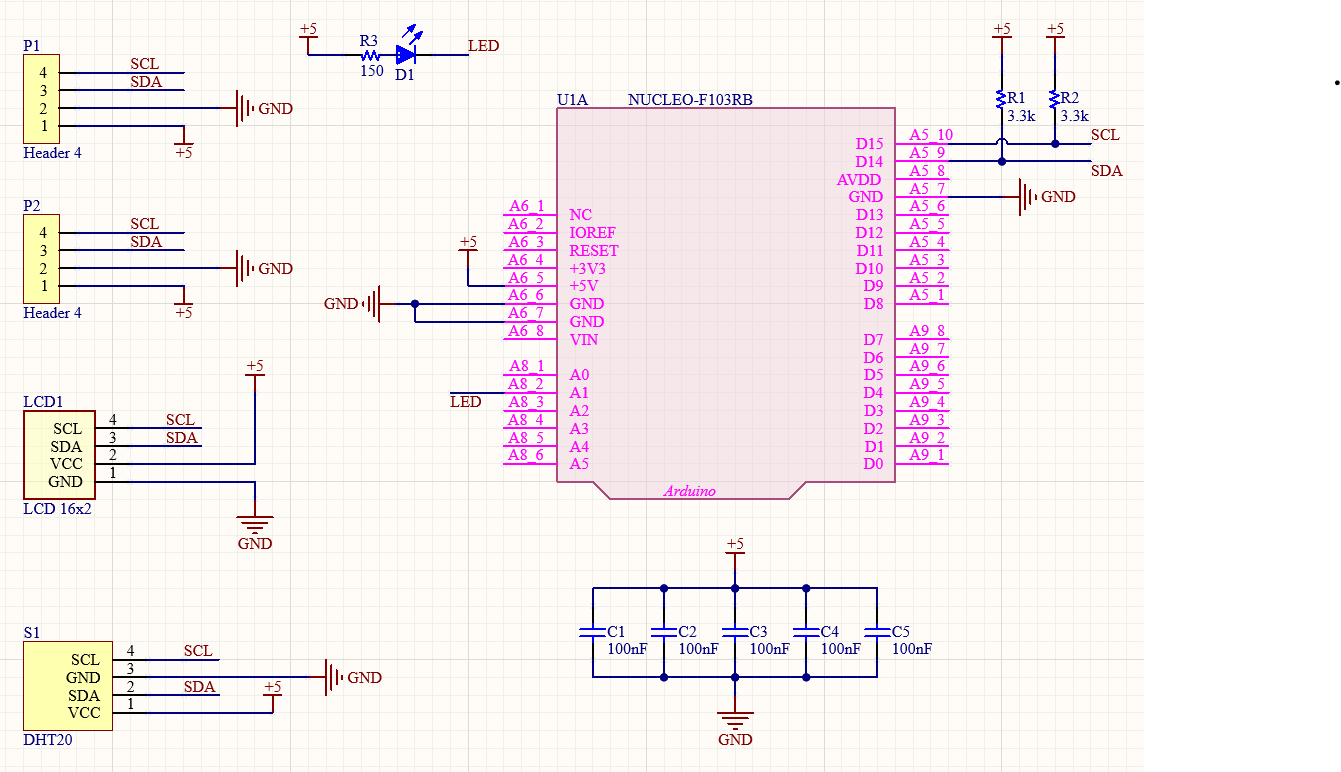 P1
4 SCL
3 SDA
2 GND
1
+5
Header 4
P2
4 SCL
3 SDA
2 GND
1
+5
Header 4
LCD1
+5
SCL 4 SCL
SDA 3 SDA
VCC 2
GND 1
LCD 16x2
GND
S1
SCL 4 SCL
GND 3 GND
SDA 2 SDA +5
VCC 1
DHT20
+5
R3
150
D1
LED
U1A NUCLEO-F103RB
A6_1 NC
A6_2 IOREF
A6_3 RESET
A6_4 +3V3
+5
A6_5 +5V
GND A6_6 GND
A6_7 GND
A6_8 VIN
A8_1 A0
LED A8_2 A1
A8_3 A2
A8_4 A3
A8_5 A4
A8_6 A5
D15 A5_10
D14 A5_9
AVDD A5_8
GND A5_7 GND
D13 A5_6
D12 A5_5
D11 A5_4
D10 A5_3
D9 A5_2
D8 A5_1
D7 A9_8
D6 A9_7
D5 A9_6
D4 A9_5
D3 A9_4
D2 A9_3
D1 A9_2
D0 A9_1
Arduino
+5 +5
R1 R2
3.3k 3.3k
SCL
SDA
+5
C1 C2 C3 C4 C5
100nF 100nF 100nF 100nF 100nF
GND
.